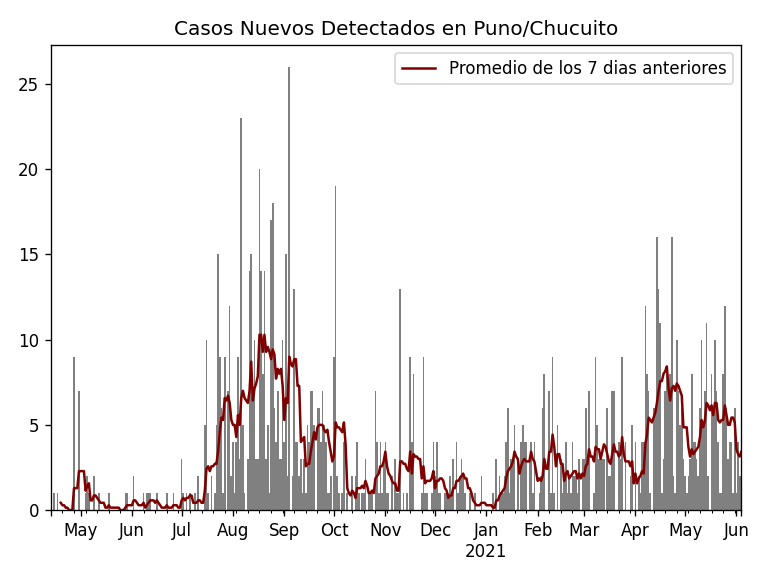 Casos Nuevos Detectados en Puno/Chucuito
Promedio de los 7 dias anteriores
25
20
15
10
5
0
May Jun Jul Aug Sep Oct Nov Dec Jan Feb Mar Apr May Jun
2021